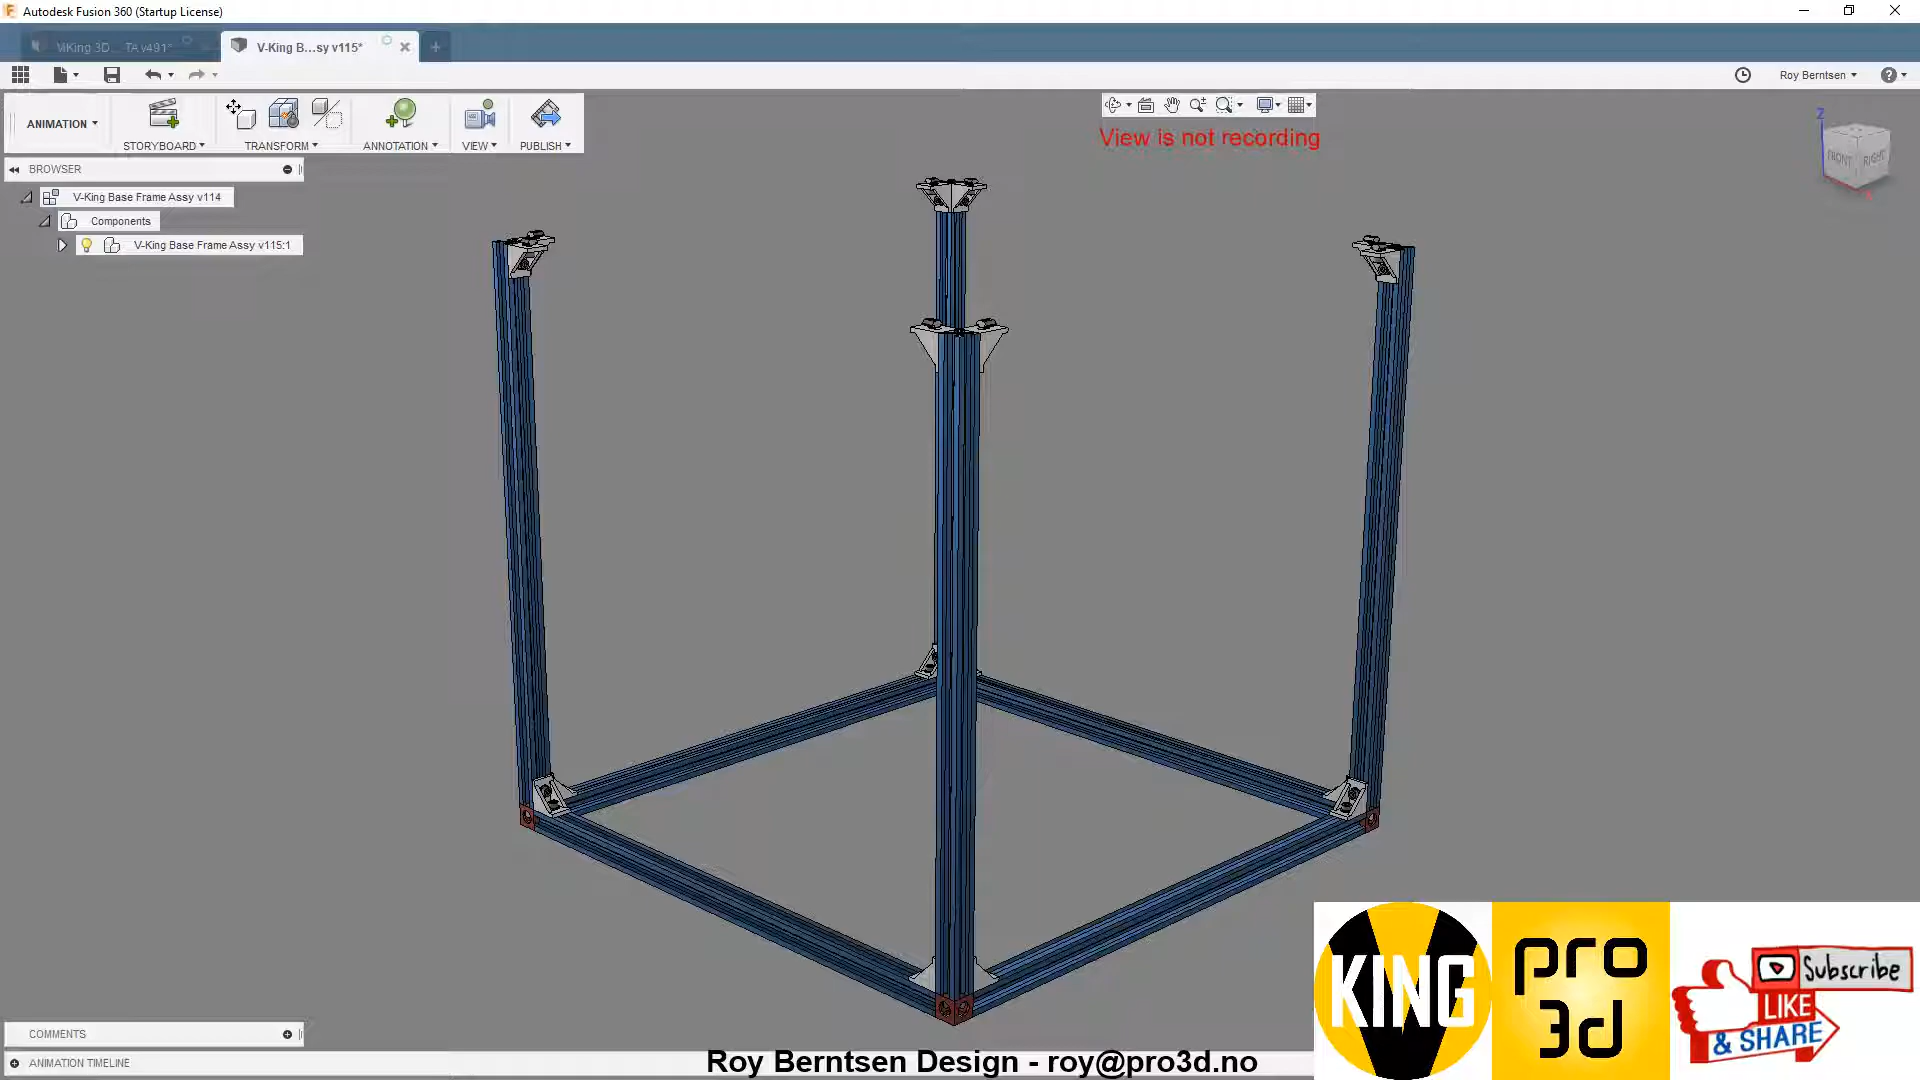 Autodesk Fusion 360 (Startup License)
V-King B...sy v115*
Roy Berntsen
ANIMATION
STORYBOARD
TRANSFORM
ANNOTATION
VIEW
PUBLISH
View is not recording
Z
FRONT
RIGHT
X
BROWSER
V-King Base Frame Assy v114
Components
V-King Base Frame Assy v115:1
KING
pro
3d
Subscribe
LIKE
& SHARE
COMMENTS
ANIMATION TIMELINE
Roy Berntsen Design - roy@pro3d.no